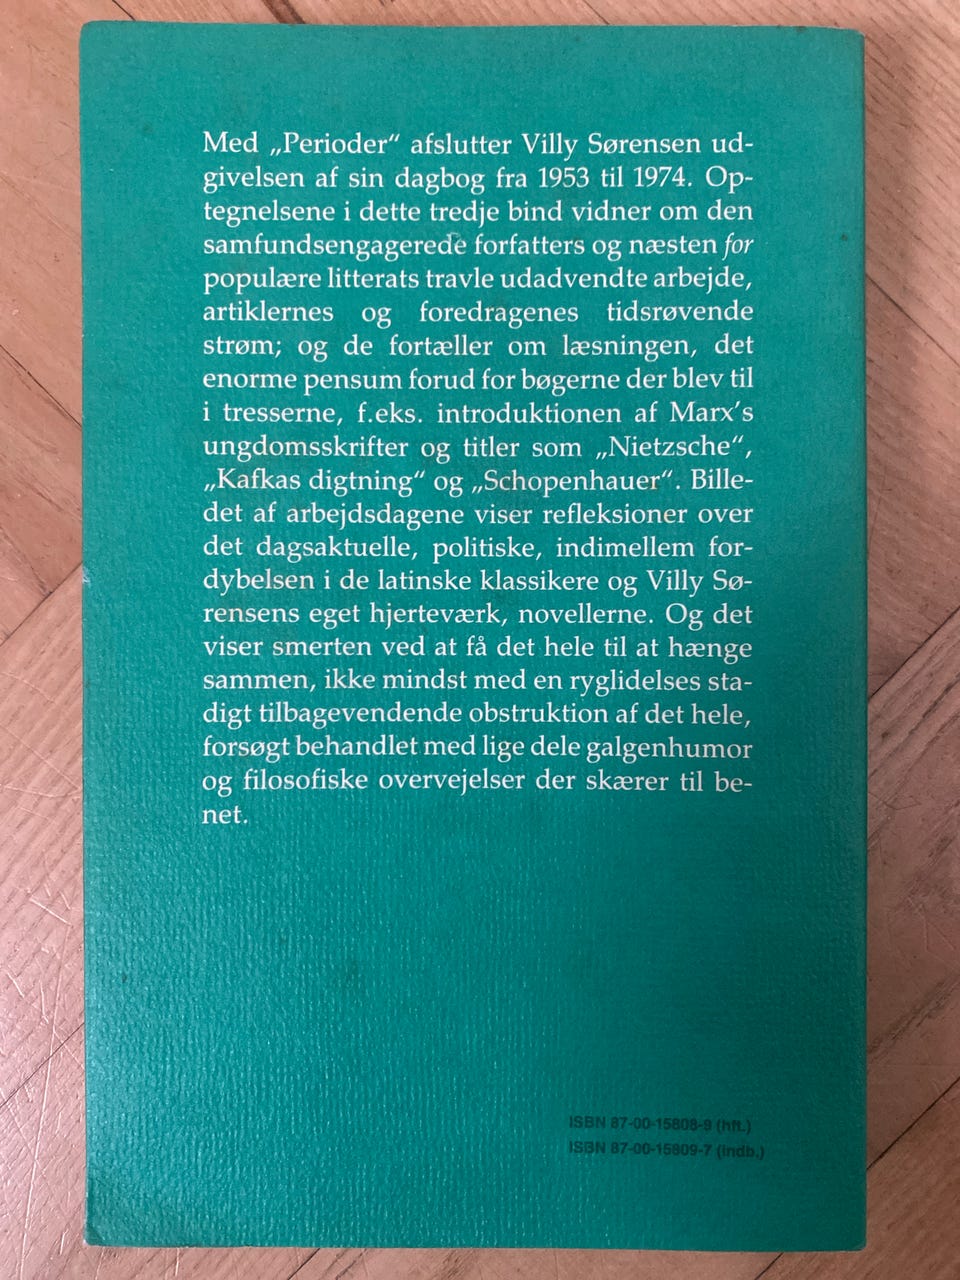 Med „Perioder“ afslutter Villy Sørensen ud-
givelsen af sin dagbog fra 1953 til 1974. Op-
tegnelsene i dette tredje bind vidner om den
samfundsengagerede forfatters og næsten for
populære litterats travle udadvendte arbejde,
artiklernes og foredragenes tidsrøvende
strøm; og de fortæller om læsningen, det
enorme pensum forud for bøgerne der blev til
i tresserne, f.eks. introduktionen af Marx's
ungdomsskrifter og titler som „Nietzsche“,
„Kafkas digtning“ og „Schopenhauer“. Bille-
det af arbejdsdagene viser refleksioner over
det dagsaktuelle, politiske, indimellem for-
dybelsen i de latinske klassikere og Villy Sø-
rensens eget hjerteværk, novellerne. Og det
viser smerten ved at få det hele til at hænge
sammen, ikke mindst med en ryglidelses sta-
digt tilbagevendende obstruktion af det hele,
forsøgt behandlet med lige dele galgenhumor
og filosofiske overvejelser der skærer til be-
net.
ISBN 87-00-15808-9 (hft.)
ISBN 87-00-15809-7 (indb.)